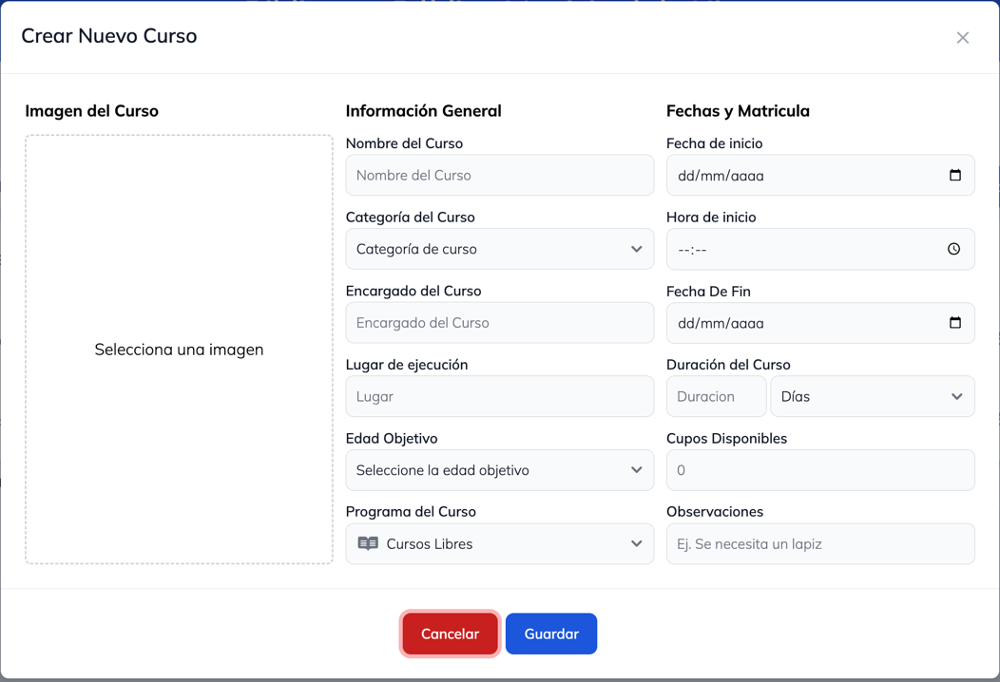 Crear Nuevo Curso
Imagen del Curso
Selecciona una imagen
Información General
Nombre del Curso
Nombre del Curso
Categoría del Curso
Categoría de curso
Encargado del Curso
Encargado del Curso
Lugar de ejecución
Lugar
Edad Objetivo
Seleccione la edad objetivo
Programa del Curso
Cursos Libres
Fechas y Matricula
Fecha de inicio
dd/mm/aaaa
Hora de inicio
--:--
Fecha De Fin
dd/mm/aaaa
Duración del Curso
Duracion Días
Cupos Disponibles
0
Observaciones
Ej. Se necesita un lapiz
Cancelar Guardar